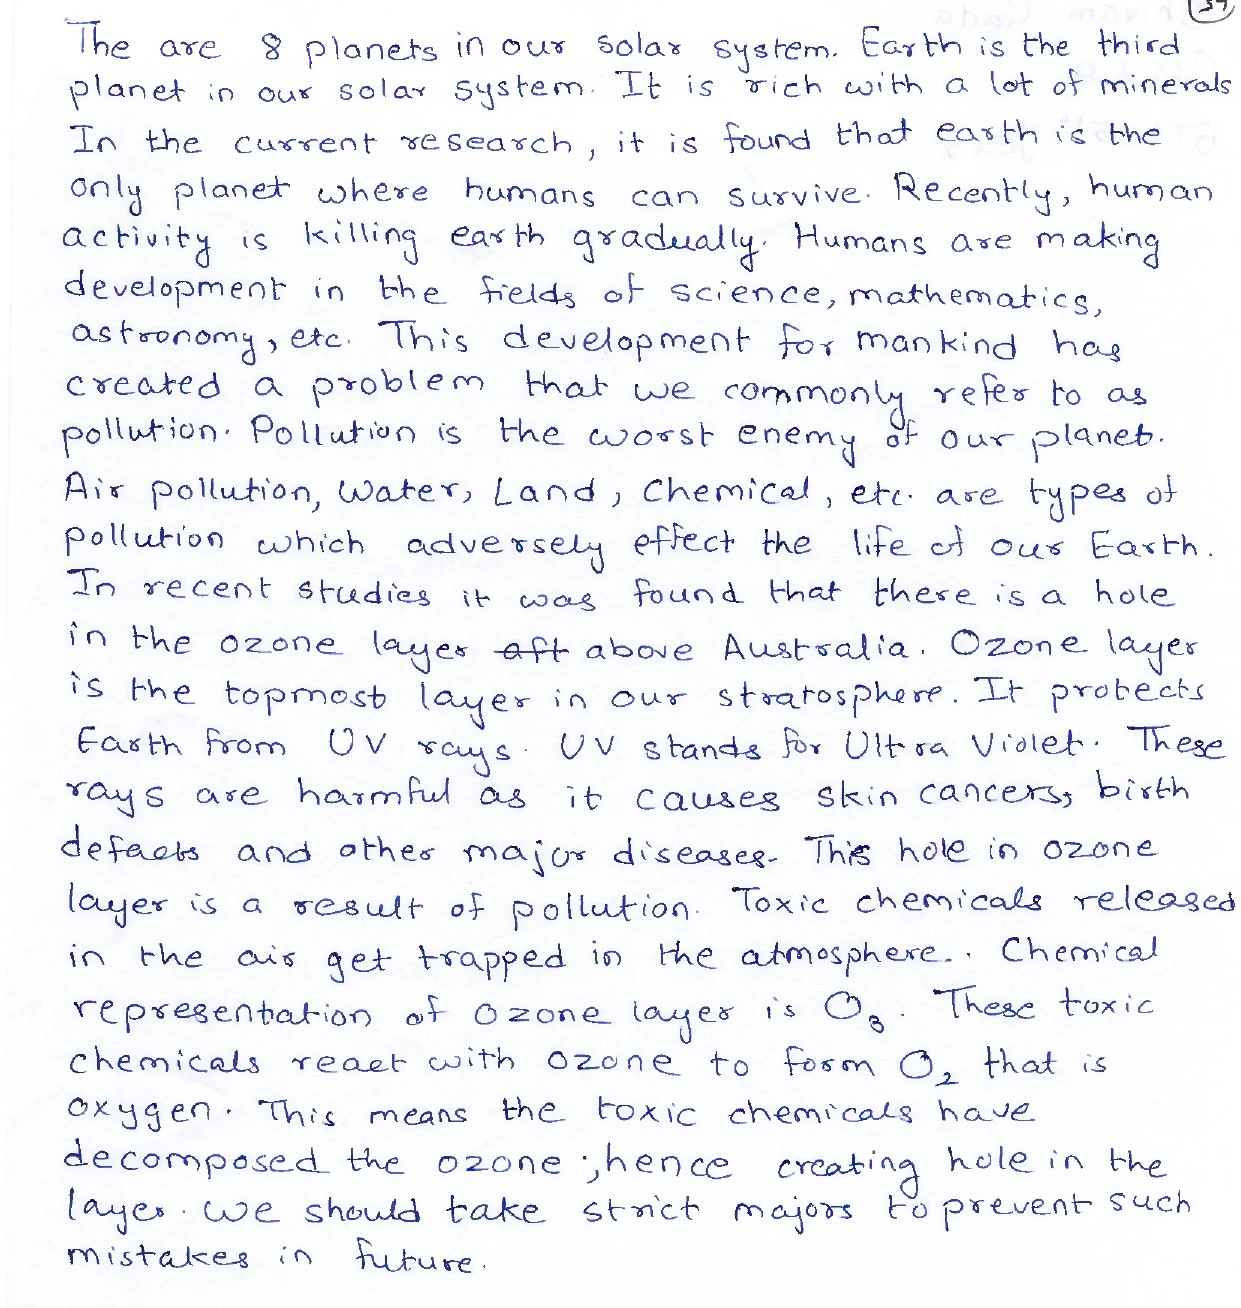 39
The are 8 planets in our solar system. Earth is the third
planet in our solar system. It is rich with a lot of minerals
In the current research, it is found that earth is the
only planet where humans can survive. Recently, human
activity is killing earth gradually. Humans are making
development in the fields of science, mathematics,
astronomy, etc. This development for mankind has
created a problem that we commonly refer to as
pollution. Pollution is the worst enemy of our planet.
Air pollution, Water, Land, Chemical, etc. are types of
pollution which adversely effect the life of our Earth.
In recent studies it was found that there is a hole
in the ozone layer aft above Australia. Ozone layer
is the topmost layer in our stratosphere. It protects
Earth from UV rays. UV stands for Ultra Violet. These
rays are harmful as it causes skin cancers, birth
defaects and other major diseases. This hole in ozone
layer is a result of pollution. Toxic chemicals released
in the air get trapped in the atmosphere.. Chemical
representation of ozone layer is O₃. These toxic
chemicals react with ozone to form O₂ that is
oxygen. This means the toxic chemicals have
decomposed the ozone ;hence creating hole in the
layer. We should take strict majors to prevent such
mistakes in future.